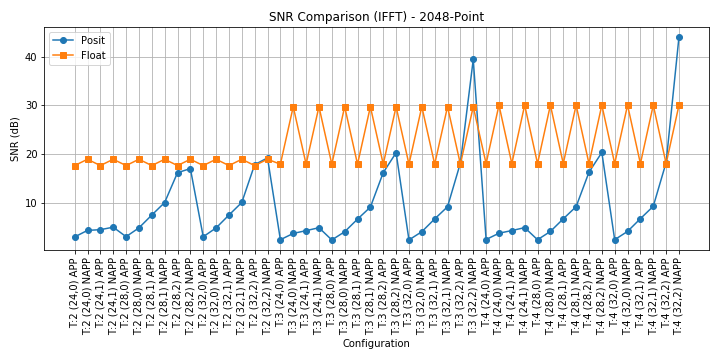 SNR Comparison (IFFT) - 2048-Point
Posit
Float
SNR (dB)
40
30
20
10
T:2 (24,0) APP
T:2 (24,0) NAPP
T:2 (24,1) APP
T:2 (24,1) NAPP
T:2 (28,0) APP
T:2 (28,0) NAPP
T:2 (28,1) APP
T:2 (28,1) NAPP
T:2 (28,2) APP
T:2 (28,2) NAPP
T:2 (32,0) APP
T:2 (32,0) NAPP
T:2 (32,1) APP
T:2 (32,1) NAPP
T:2 (32,2) APP
T:2 (32,2) NAPP
T:3 (24,0) APP
T:3 (24,0) NAPP
T:3 (24,1) APP
T:3 (24,1) NAPP
T:3 (28,0) APP
T:3 (28,0) NAPP
T:3 (28,1) APP
T:3 (28,1) NAPP
T:3 (28,2) APP
T:3 (28,2) NAPP
T:3 (32,0) APP
T:3 (32,0) NAPP
T:3 (32,1) APP
T:3 (32,1) NAPP
T:3 (32,2) APP
T:3 (32,2) NAPP
T:4 (24,0) APP
T:4 (24,0) NAPP
T:4 (24,1) APP
T:4 (24,1) NAPP
T:4 (28,0) APP
T:4 (28,0) NAPP
T:4 (28,1) APP
T:4 (28,1) NAPP
T:4 (28,2) APP
T:4 (28,2) NAPP
T:4 (32,0) APP
T:4 (32,0) NAPP
T:4 (32,1) APP
T:4 (32,1) NAPP
T:4 (32,2) APP
T:4 (32,2) NAPP
Configuration